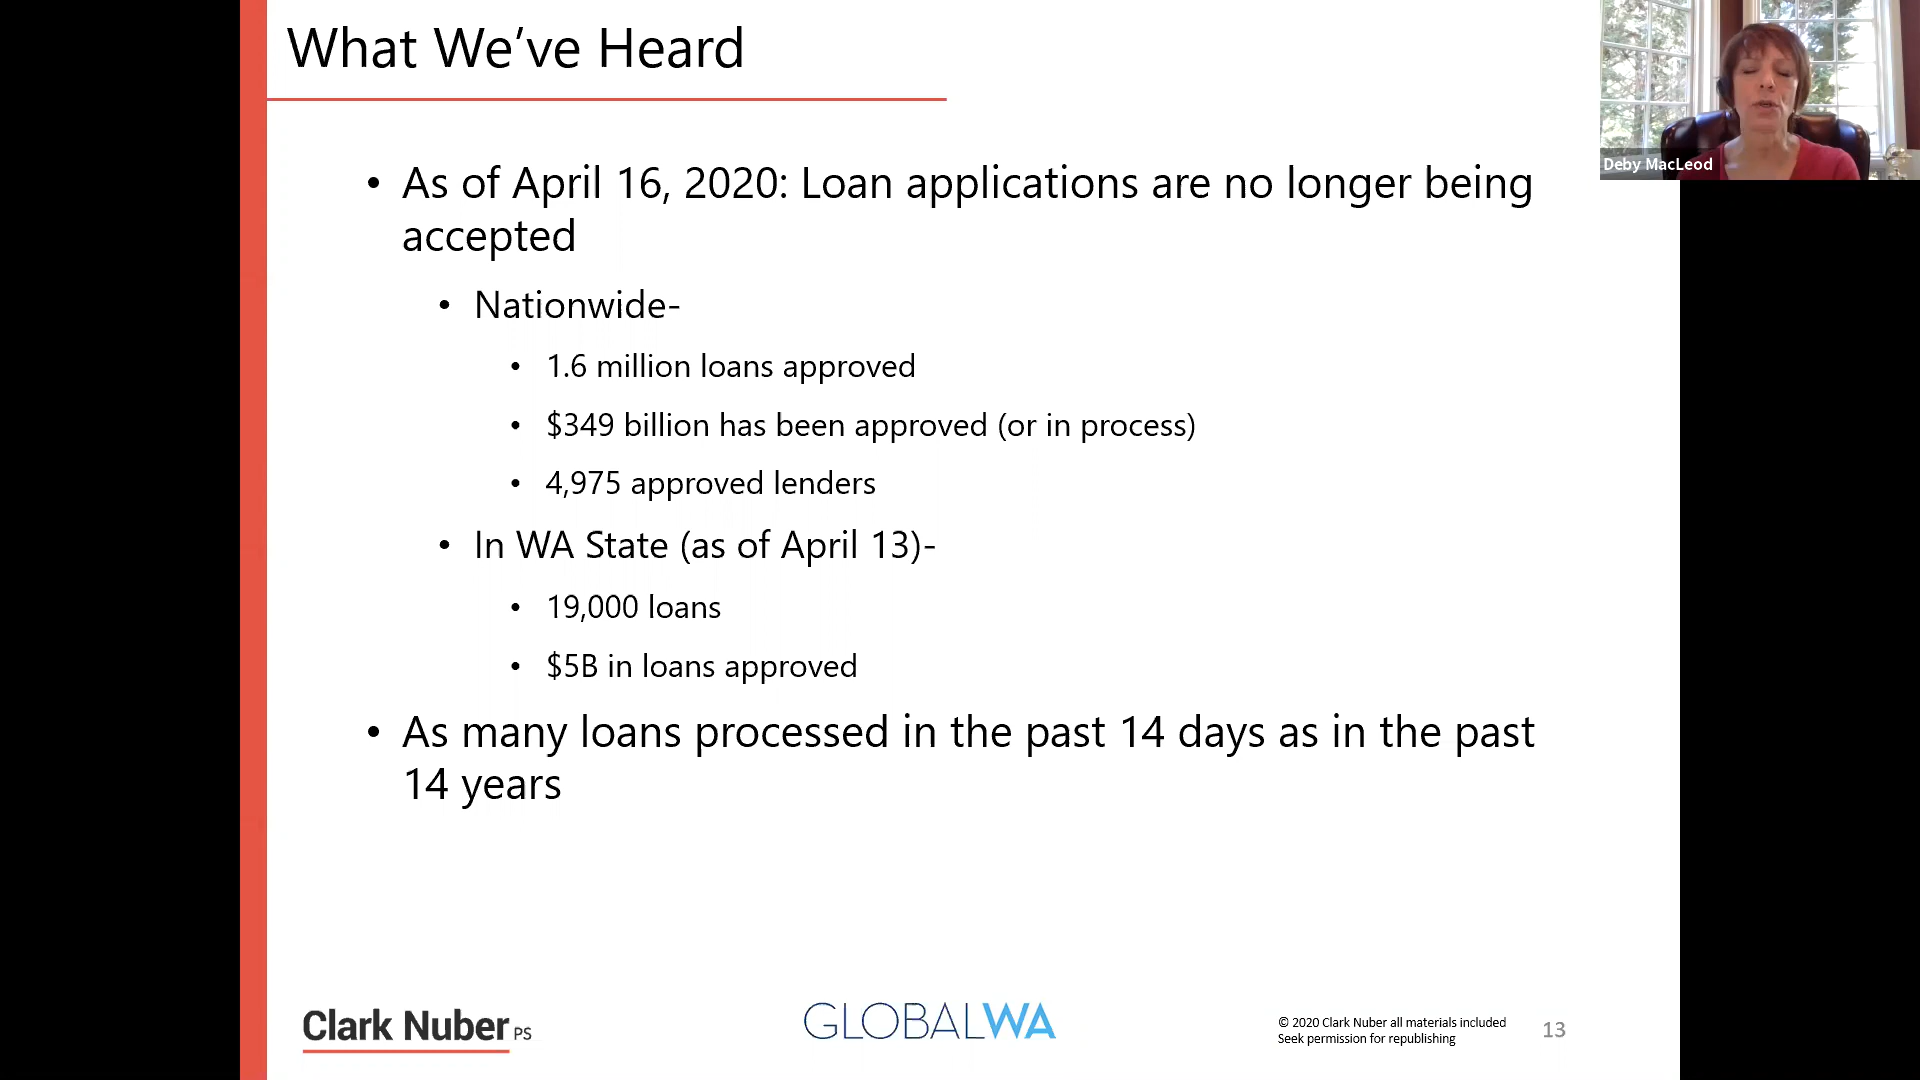 What We’ve Heard
Deby MacLeod
• As of April 16, 2020: Loan applications are no longer being
accepted
• Nationwide-
• 1.6 million loans approved
• $349 billion has been approved (or in process)
• 4,975 approved lenders
• In WA State (as of April 13)-
• 19,000 loans
• $5B in loans approved
• As many loans processed in the past 14 days as in the past
14 years
Clark Nuber PS
GLOBALWA
© 2020 Clark Nuber all materials included
Seek permission for republishing
13